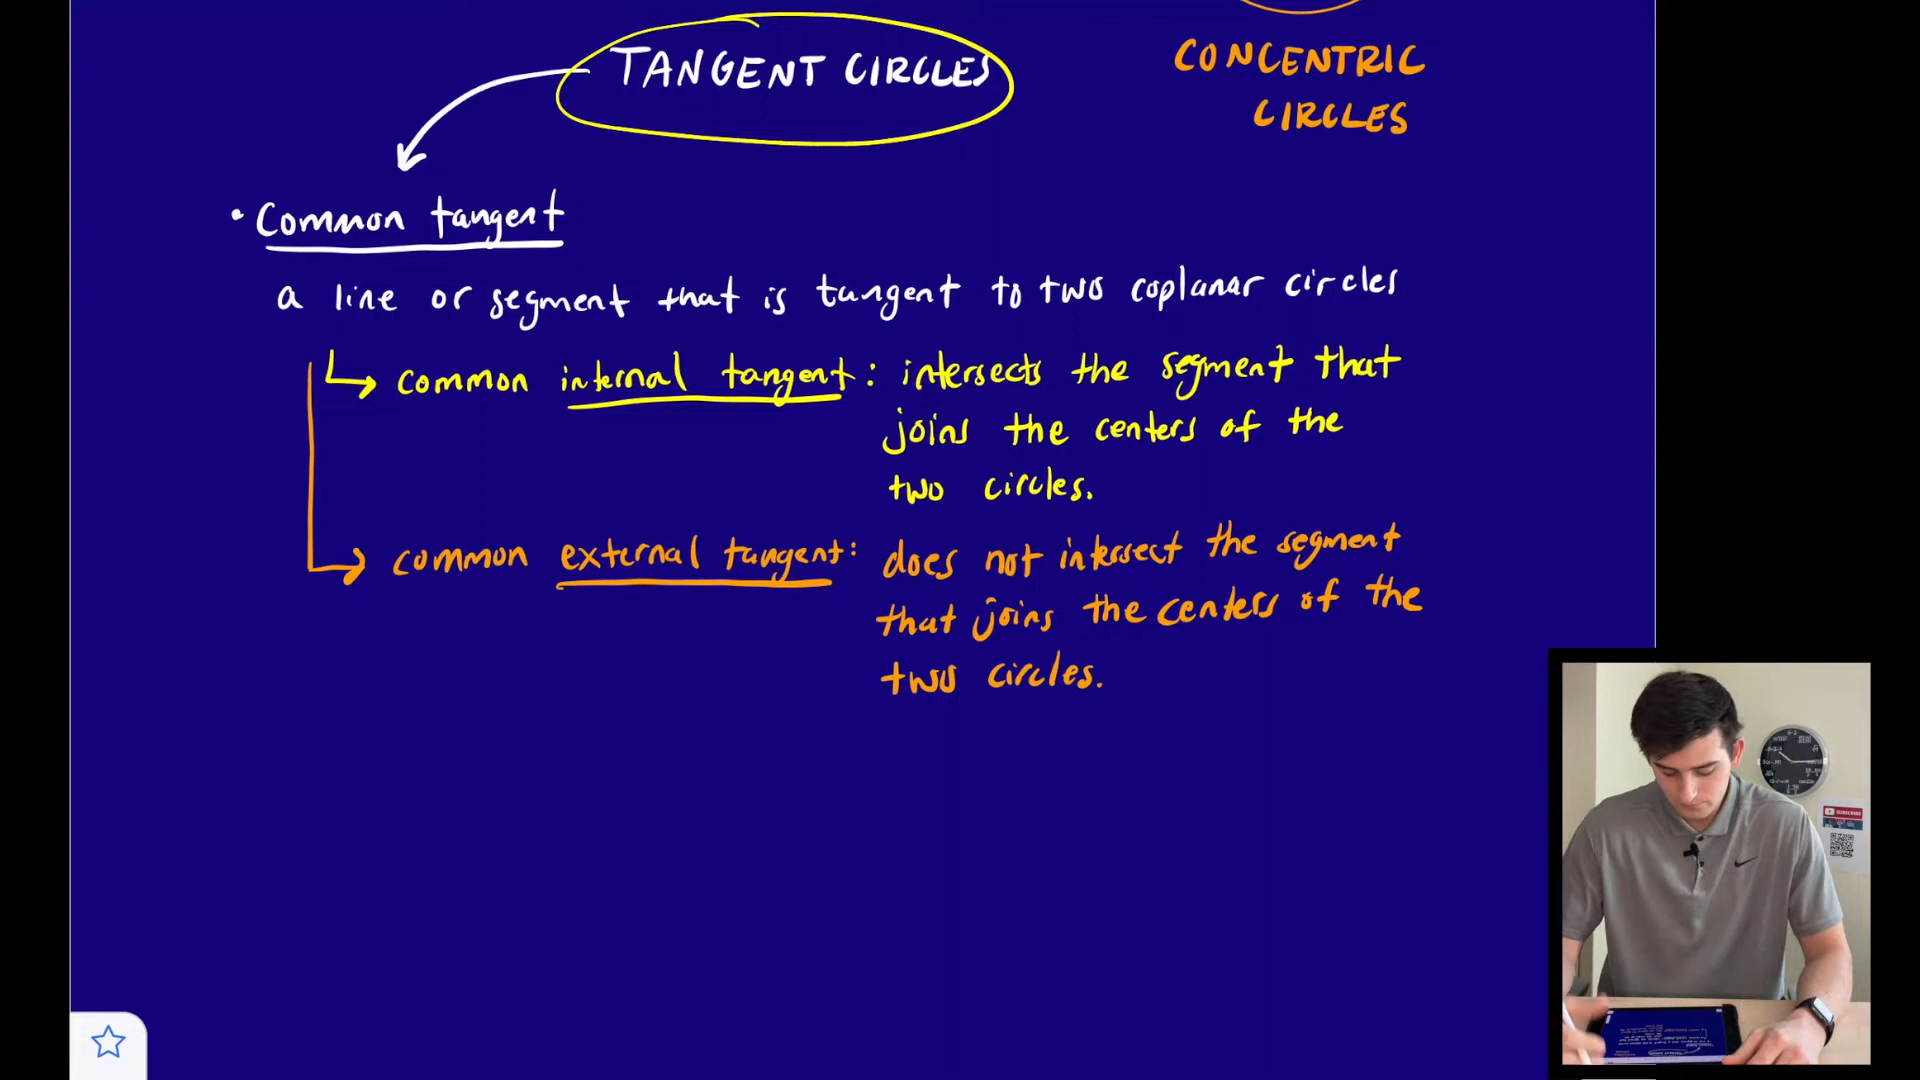 TANGENT CIRCLES
CONCENTRIC
CIRCLES
• Common tangent
a line or segment that is tangent to two coplanar circles
common internal tangent: intersects the segment that
joins the centers of the
two circles.
common external tangent: does not intersect the segment
that joins the centers of the
two circles.
SUBSCRIBE